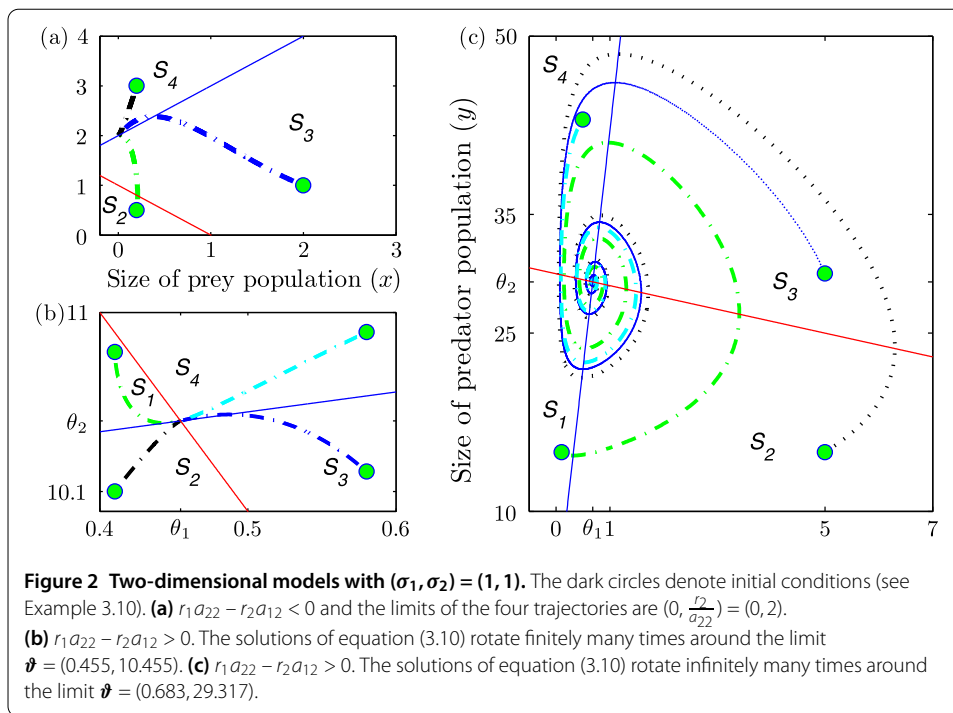 (a) 4
3
2
1
0
S4
S3
S2
0 1 2 3
Size of prey population (x)
(b) 11
θ2
10.1
S1
S4
S2
S3
0.4 θ1 0.5 0.6
(c) 50
35
θ2
25
10
Size of predator population (y)
S4
S3
S1
S2
0 θ1 1 5 7
Figure 2 Two-dimensional models with (σ1, σ2) = (1, 1). The dark circles denote initial conditions (see
Example 3.10). (a) r1a22 – r2a12 < 0 and the limits of the four trajectories are (0, r2/a22) = (0, 2).
(b) r1a22 – r2a12 > 0. The solutions of equation (3.10) rotate finitely many times around the limit
ϑ = (0.455, 10.455). (c) r1a22 – r2a12 > 0. The solutions of equation (3.10) rotate infinitely many times around
the limit ϑ = (0.683, 29.317).